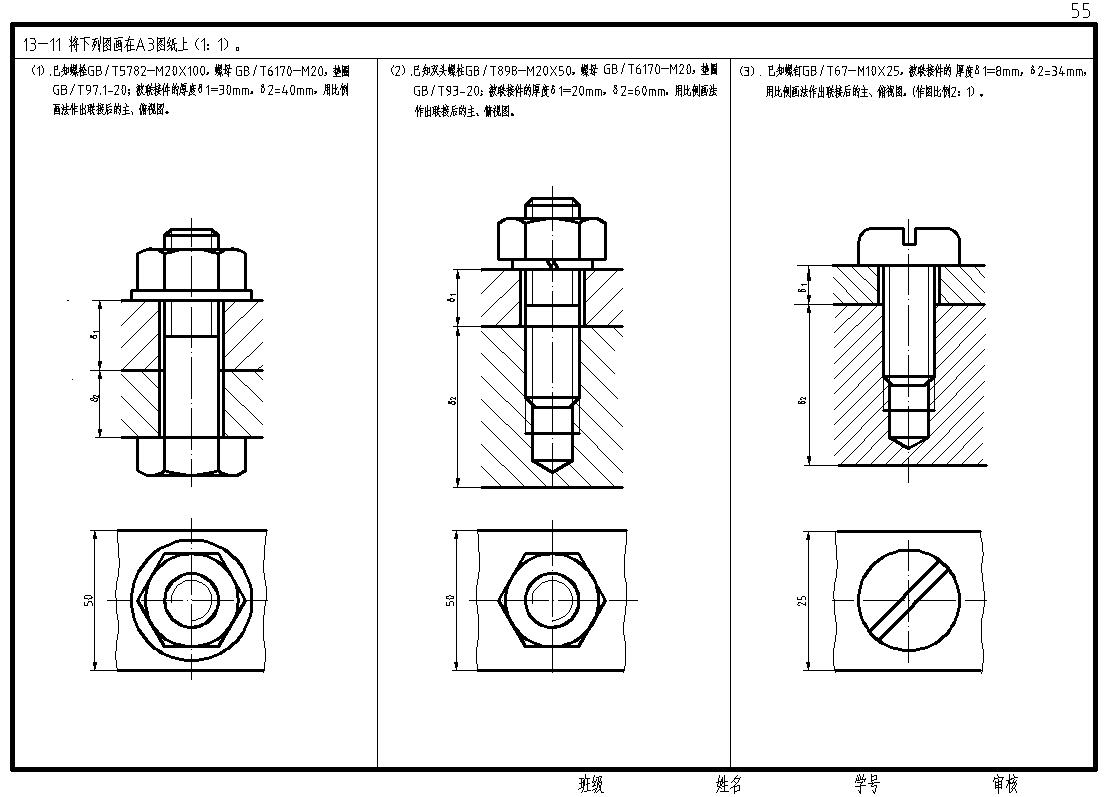 55
13—11 将下列图画在A3图纸上（1：1）。
（1）.已知螺栓GB／T5782—M20X100，螺母 GB／T6170—M20，垫圈
GB／T97.1-20；被联接件的厚度δ1=30mm，δ2=40mm，用比例
画法作出联接后的主、俯视图。
（2）.已知双头螺柱GB／T898—M20X50，螺母 GB／T6170—M20，垫圈
GB／T93-20；被联接件的厚度δ1=20mm，δ2=60mm，用比例画法
作出联接后的主、俯视图。
（3）. 已知螺钉GB／T67—M10X25，被联接件的 厚度δ1=8mm，δ2=34mm，
用比例画法作出联接后的主、俯视图。（作图比例2：1）。
δ1
δ2
50
δ1
δ2
50
δ1
δ2
25
班级 姓名 学号 审核